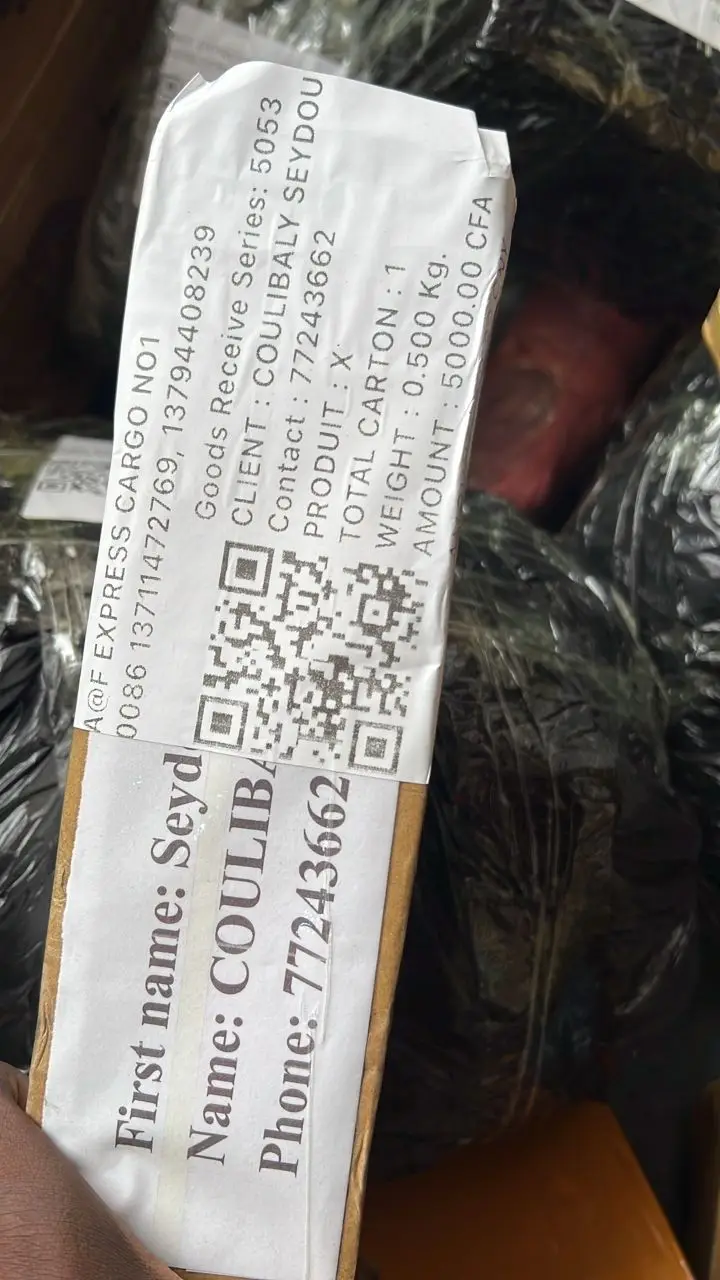 A@F EXPRESS CARGO NO1
0086 13711472769, 13794408239
Goods Receive Series: 5053
CLIENT : COULIBALY SEYDOU
Contact : 77243662
PRODUIT : X
TOTAL CARTON : 1
WEIGHT : 0.500 Kg.
AMOUNT : 5000.00 CFA
First name: Seyd
Name: COULIBA
Phone: 77243662